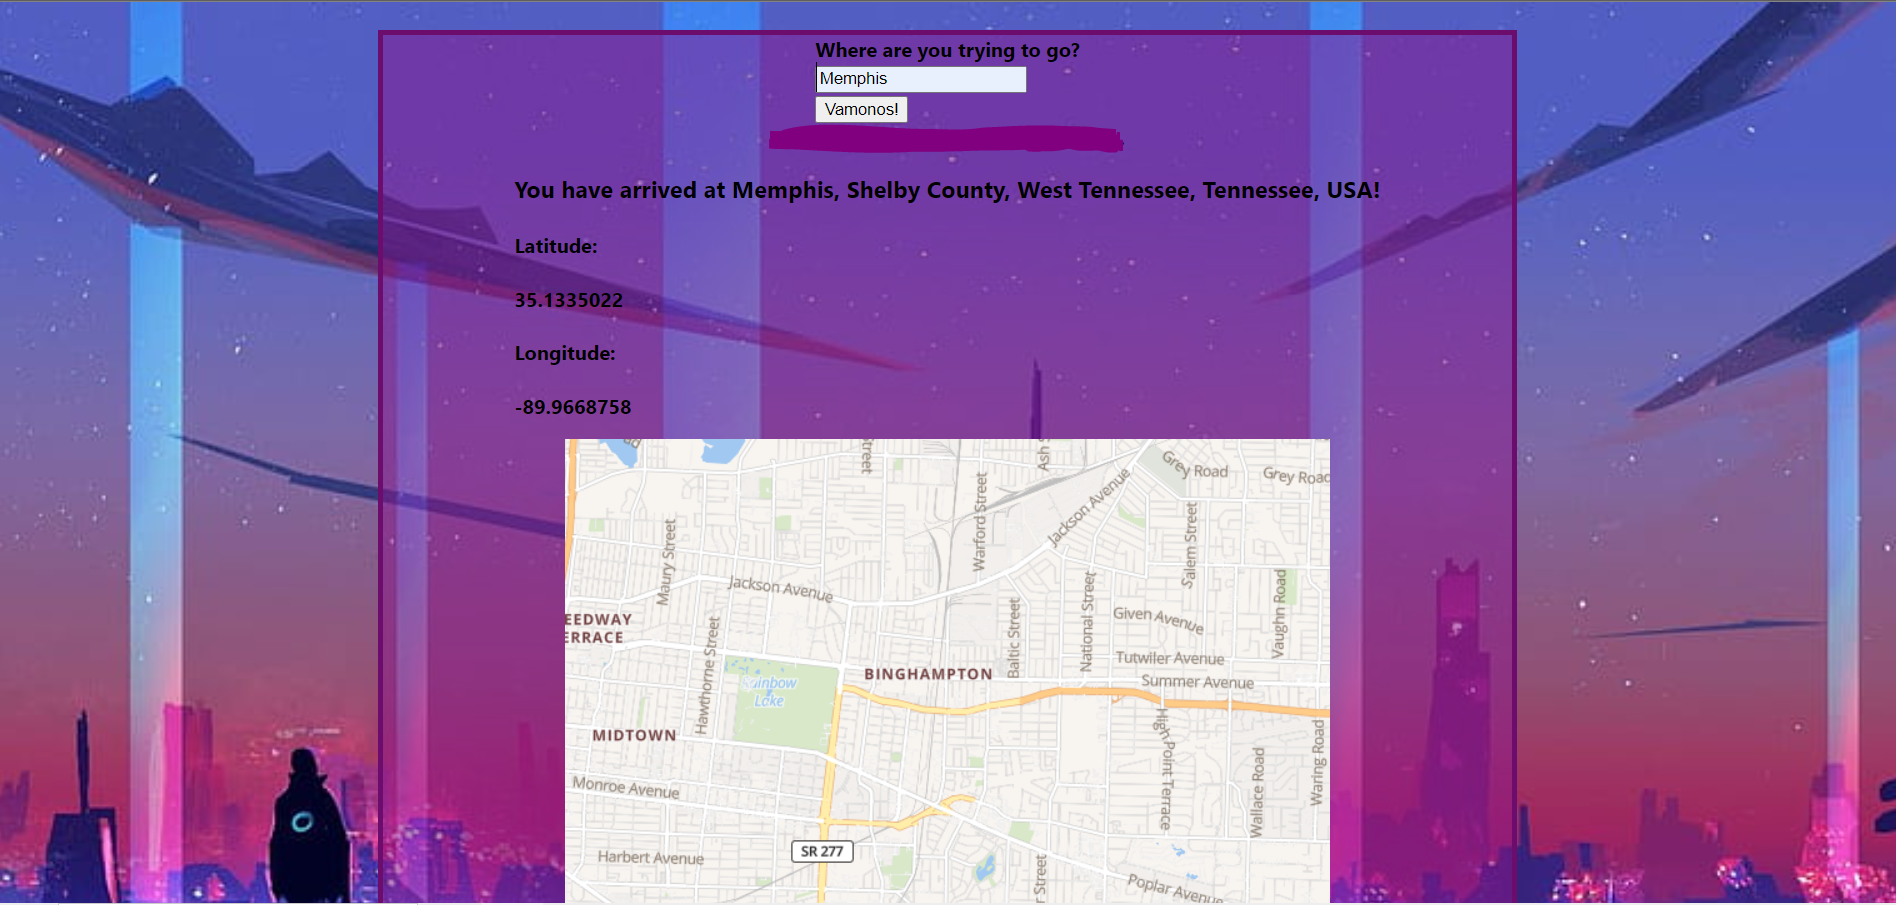 Where are you trying to go?
Memphis
Vamonos!
You have arrived at Memphis, Shelby County, West Tennessee, Tennessee, USA!
Latitude:
35.1335022
Longitude:
-89.9668758
Street
Ash
Grey Road
Grey Road
Warford Street
Jackson Avenue
Salem Street
Maury Street
Jackson Avenue
National Street
Vaughn Road
EEDWAY
ERRACE
Baltic Street
Given Avenue
Hawthorne Street
Tutwiler Avenue
BINGHAMPTON
Summer Avenue
Rainbow
Lake
MIDTOWN
High Point Terrace
Waring Road
Wallace Road
Monroe Avenue
SR 277
Harbert Avenue
Street
Poplar Avenue